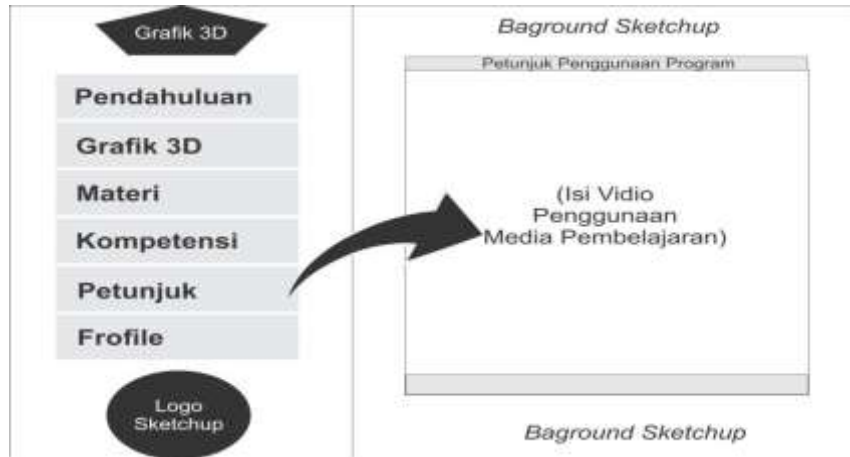 Grafik 3D
Pendahuluan
Grafik 3D
Materi
Kompetensi
Petunjuk
Frofile
Logo
Sketchup
Baground Sketchup
Petunjuk Penggunaan Program
(Isi Vidio
Penggunaan
Media Pembelajaran)
Baground Sketchup